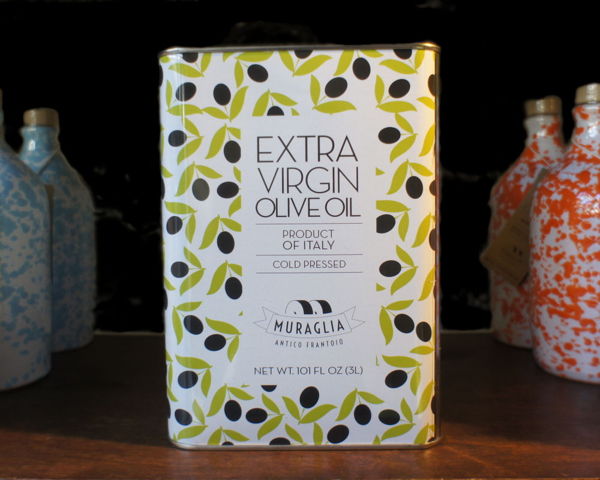 EXTRA
VIRGIN
OLIVE OIL
PRODUCT
OF ITALY
COLD PRESSED
MURAGLIA
ANTICO FRANTOIO
NET WT. 101 FL OZ (3L)